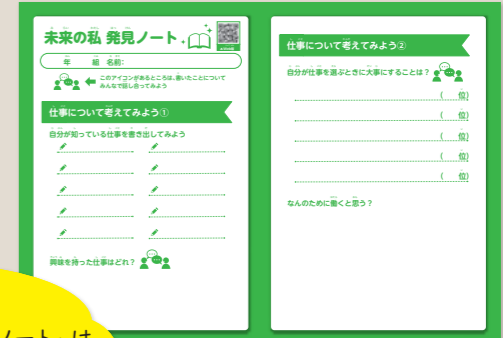 未来の私 発見ノート
年 組 名前:
このアイコンがあるところは、書いたことについて
みんなで話し合ってみよう
仕事について考えてみよう①
自分が知っている仕事を書き出してみよう
興味を持った仕事はどれ?
仕事について考えてみよう②
自分が仕事を選ぶときに大事にすることは?
( 位)
( 位)
( 位)
( 位)
( 位)
なんのために働くと思う?
ノート」は